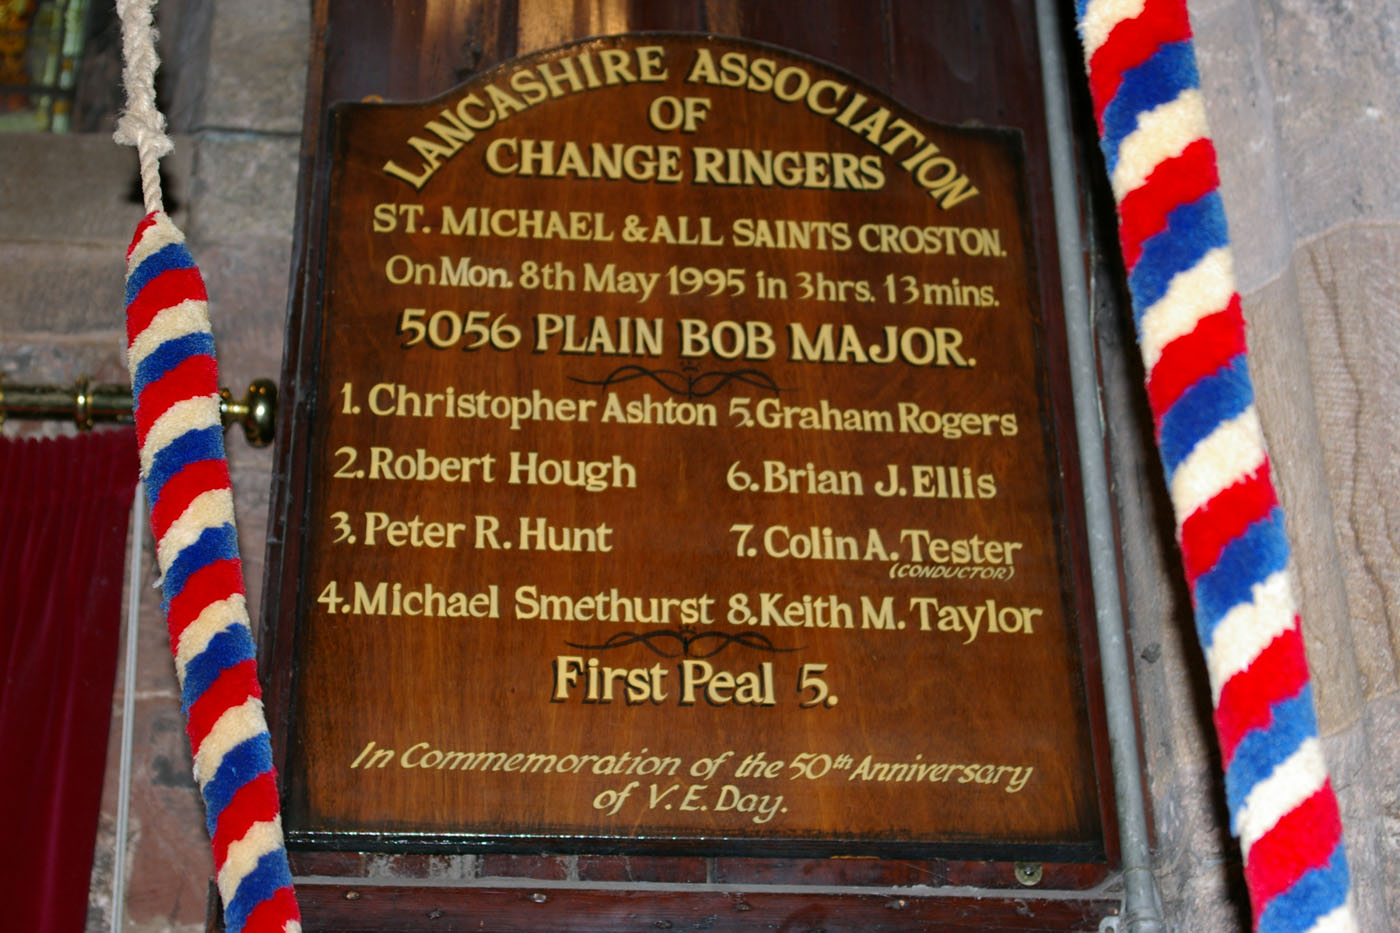 LANCASHIRE ASSOCIATION
OF
CHANGE RINGERS
ST. MICHAEL & ALL SAINTS CROSTON.
On Mon. 8th May 1995 in 3hrs. 13 mins.
5056 PLAIN BOB MAJOR.
1. Christopher Ashton 5. Graham Rogers
2. Robert Hough 6. Brian J. Ellis
3. Peter R. Hunt 7. Colin A. Tester
(CONDUCTOR)
4. Michael Smethurst 8. Keith M. Taylor
First Peal 5.
In Commemoration of the 50th Anniversary
of V.E. Day.